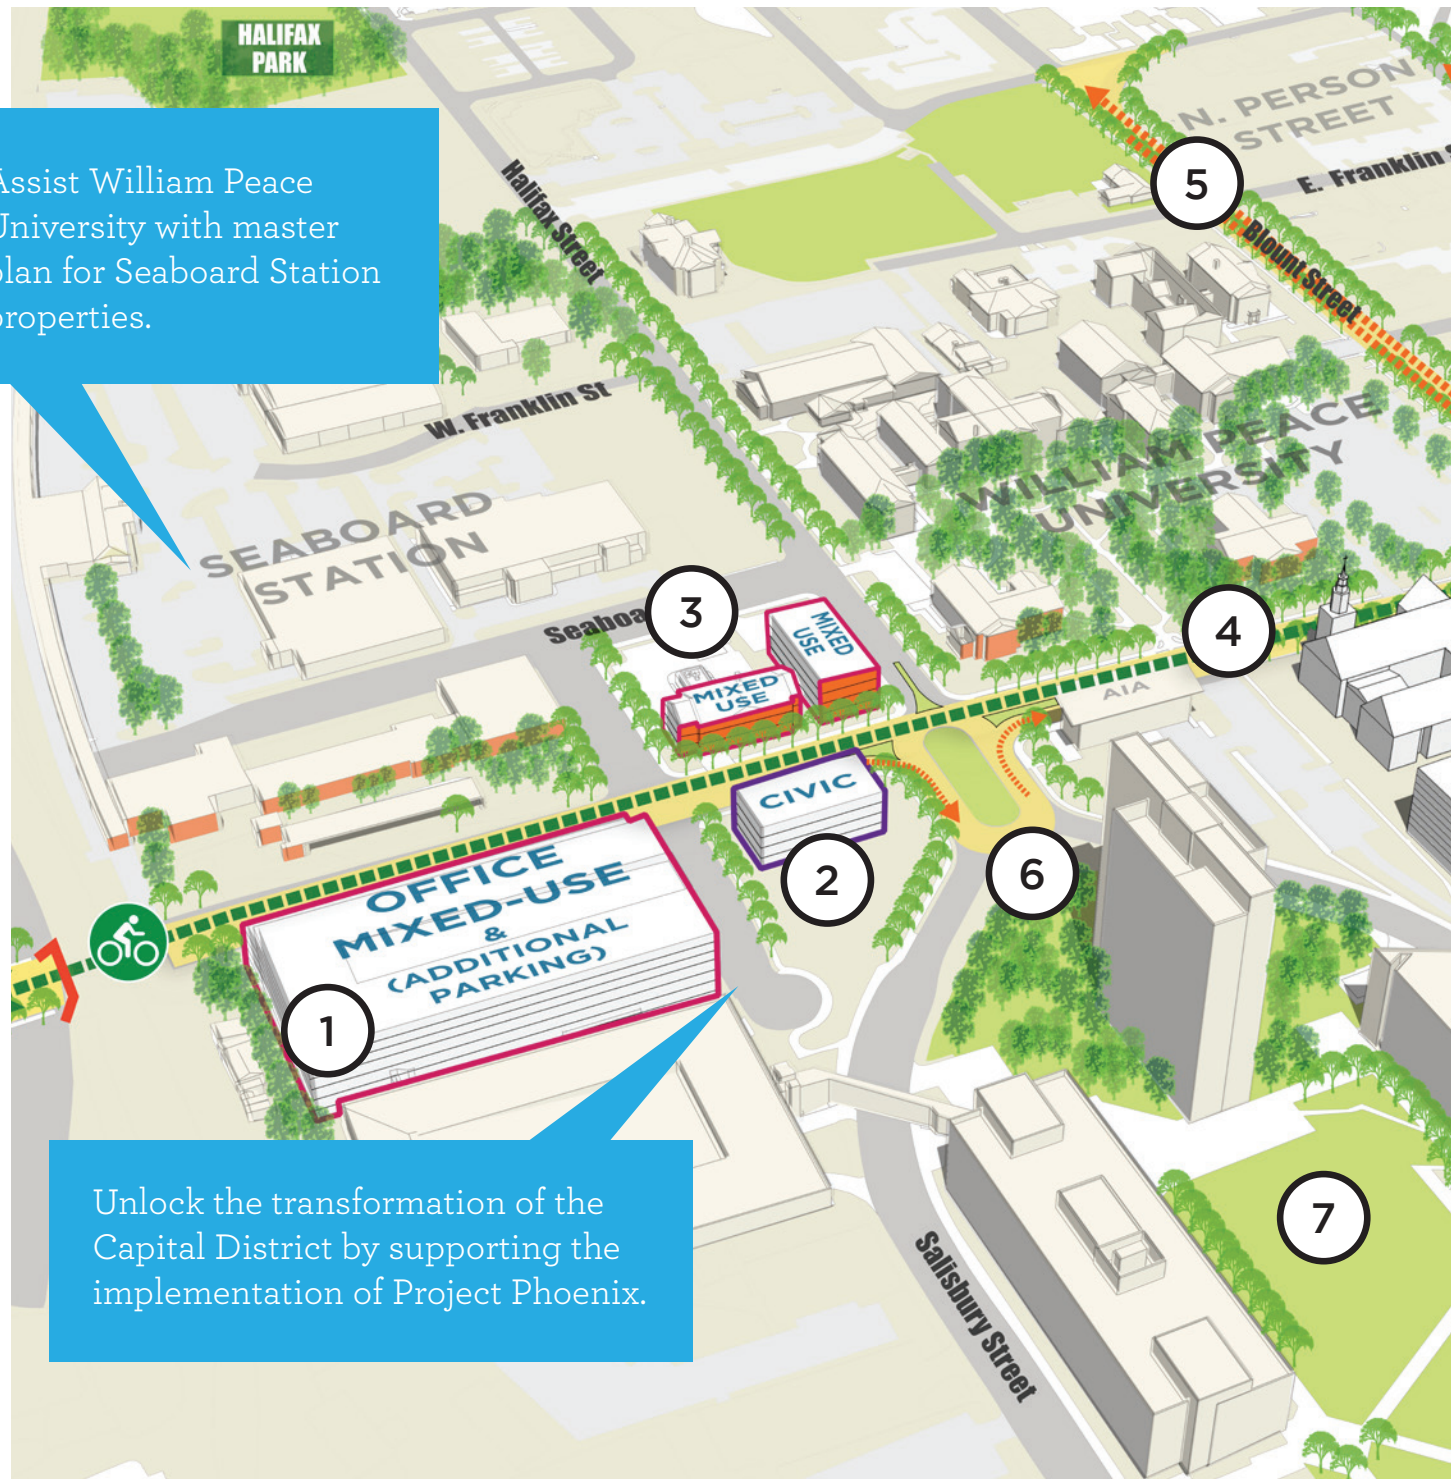 HALIFAX
PARK
Assist William Peace
University with master
plan for Seaboard Station
properties.
Halifax Street
N. PERSON
STREET
5
E. Franklin
Blount Street
W. Franklin St
WILLIAM PEACE
UNIVERSITY
SEABOARD
STATION
3
MIXED
USE
4
MIXED
USE
AIA
CIVIC
2
6
OFFICE
MIXED-USE
&
(ADDITIONAL
PARKING)
1
Unlock the transformation of the
Capital District by supporting the
implementation of Project Phoenix.
7
Salisbury Street